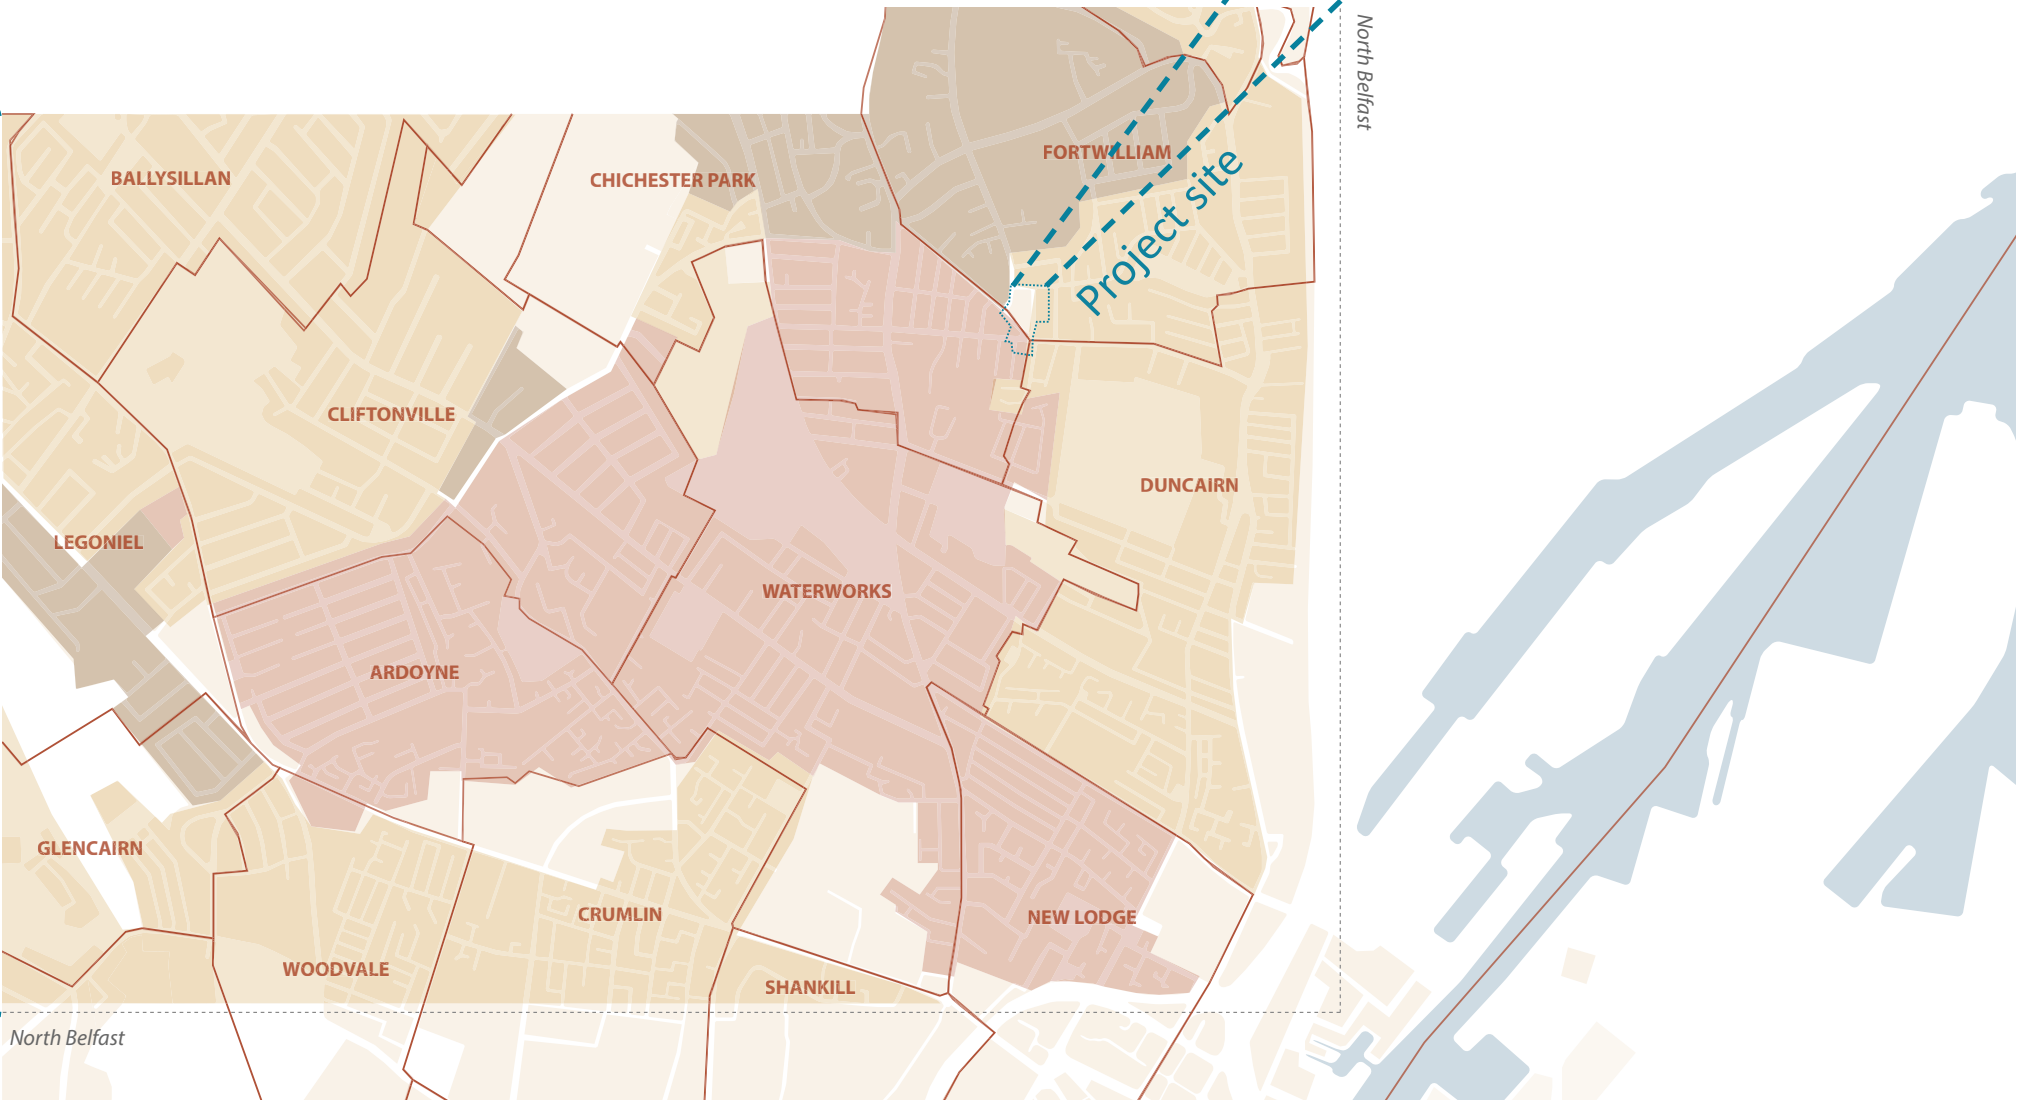 North Belfast
FORTWILLIAM
BALLYSILLAN
CHICHESTER PARK
Project site
CLIFTONVILLE
DUNCAIRN
LEGONIEL
WATERWORKS
ARDOYNE
GLENCAIRN
CRUMLIN
NEW LODGE
WOODVALE
SHANKILL
North Belfast